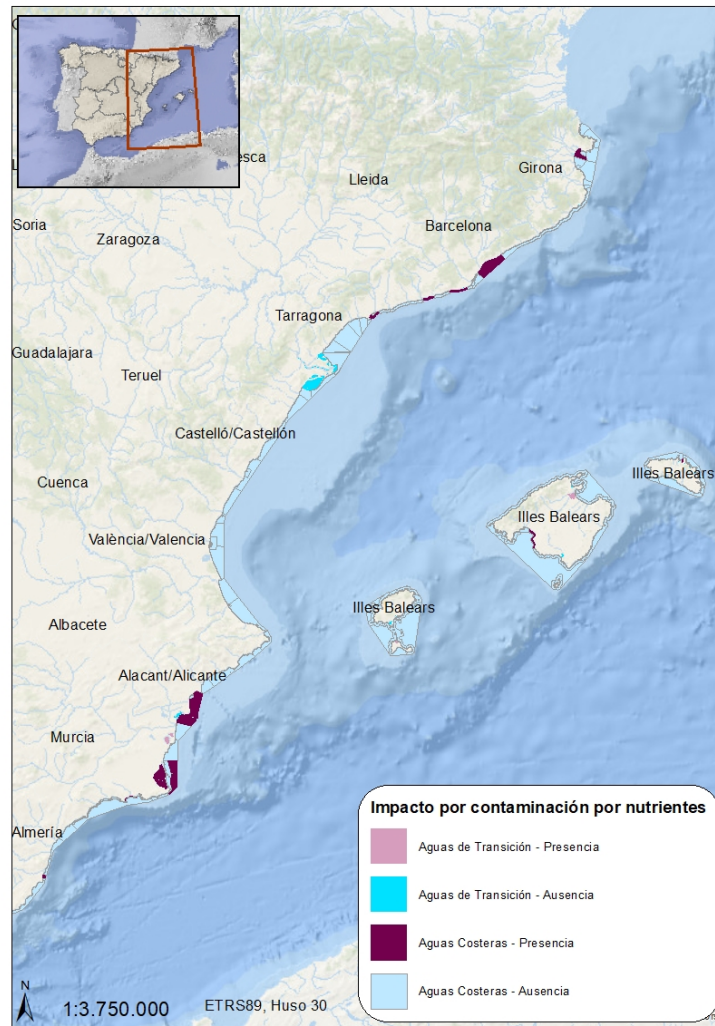 esca
Lleida
Girona
Soria
Zaragoza
Barcelona
Tarragona
Guadalajara
Teruel
Castelló/Castellón
Cuenca
Illes Balears
Illes Balears
València/Valencia
Illes Balears
Albacete
Alacant/Alicante
Murcia
Almería
Impacto por contaminación por nutrientes
Aguas de Transición - Presencia
Aguas de Transición - Ausencia
Aguas Costeras - Presencia
Aguas Costeras - Ausencia
N
1:3.750.000
ETRS89, Huso 30